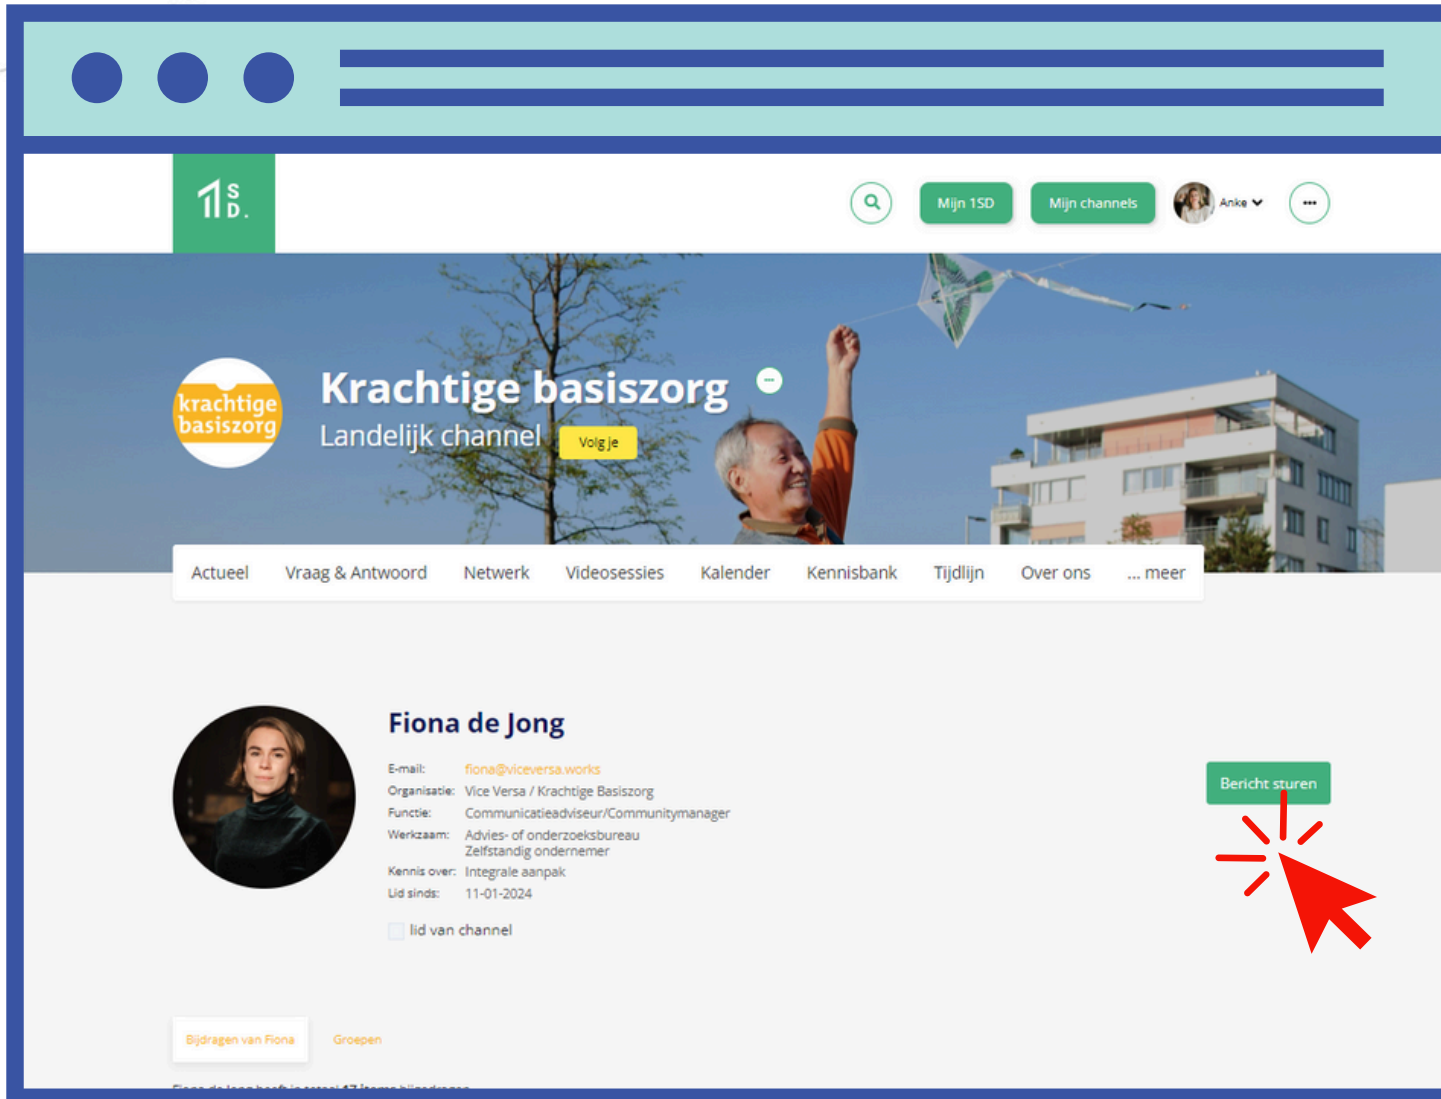 1 S D.
Mijn 1SD
Mijn channels
Anke
krachtige
basiszorg
Krachtige basiszorg
Landelijk channel
Volg je
Actueel Vraag & Antwoord Netwerk Videosessies Kalender Kennisbank Tijdlijn Over ons ... meer
Fiona de Jong
E-mail: fiona@viceversa.works
Organisatie: Vice Versa / Krachtige Basiszorg
Functie: Communicatieadviseur/Communitymanager
Werkzaam: Advies- of onderzoeksbureau
Zelfstandig ondernemer
Kennis over: Integrale aanpak
Lid sinds: 11-01-2024
lid van channel
Bericht sturen
Bijdragen van Fiona Groepen